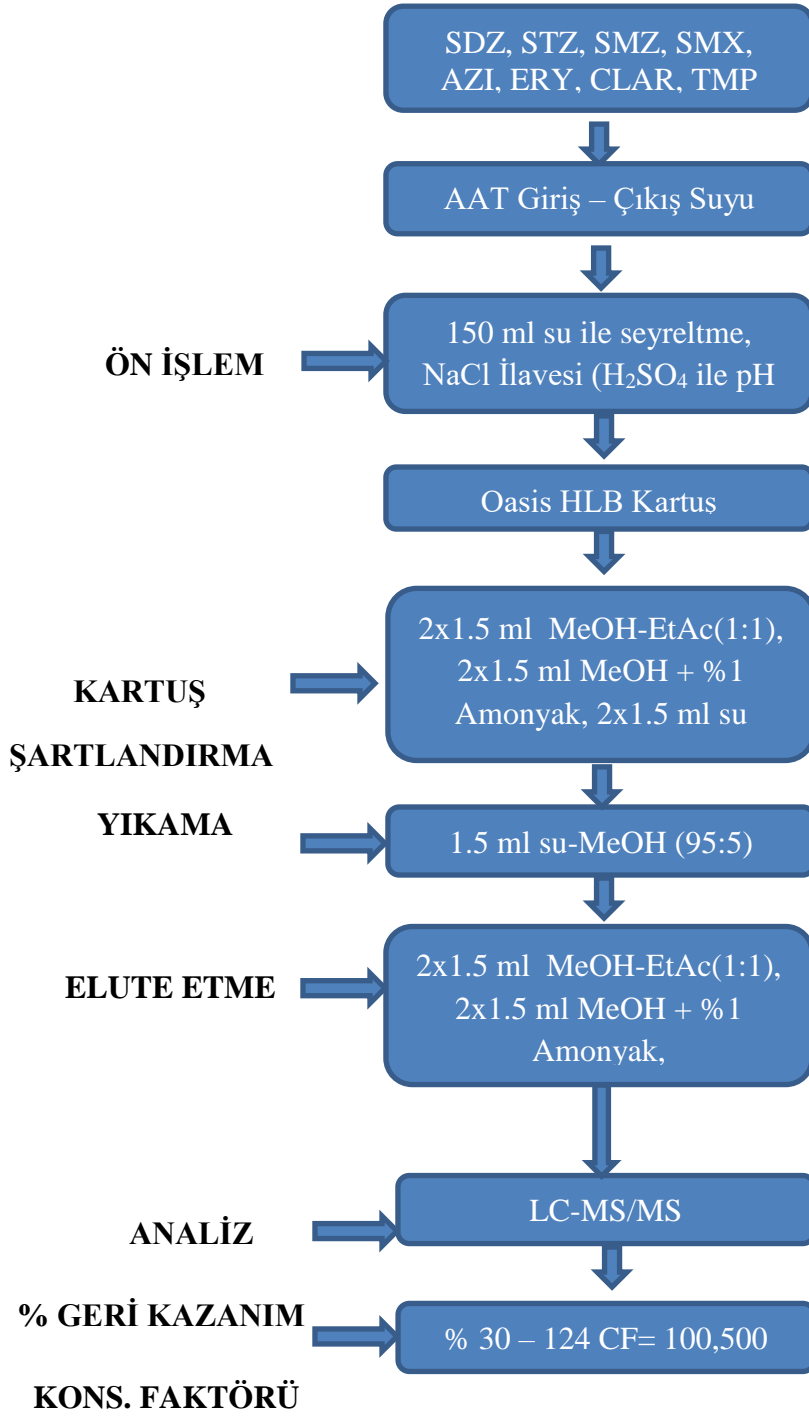 SDZ, STZ, SMZ, SMX,
AZI, ERY, CLAR, TMP
AAT Giriş – Çıkış Suyu
ÖN İŞLEM
150 ml su ile seyreltme,
NaCl İlavesi (H₂SO₄ ile pH
Oasis HLB Kartuş
KARTUŞ
ŞARTLANDIRMA
2x1.5 ml MeOH-EtAc(1:1),
2x1.5 ml MeOH + %1
Amonyak, 2x1.5 ml su
YIKAMA
1.5 ml su-MeOH (95:5)
ELUTE ETME
2x1.5 ml MeOH-EtAc(1:1),
2x1.5 ml MeOH + %1
Amonyak,
ANALİZ
LC-MS/MS
% GERİ KAZANIM
KONS. FAKTÖRÜ
% 30 – 124 CF= 100,500